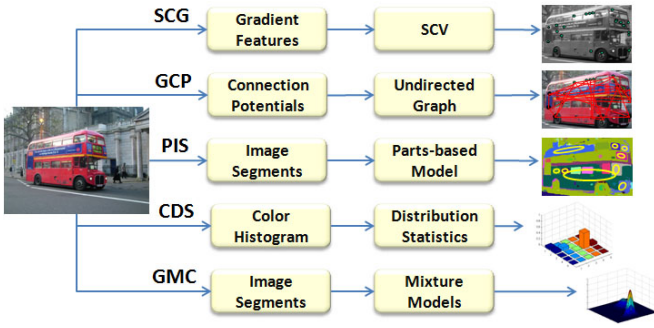 SCG
Gradient
Features
SCV
GCP
Connection
Potentials
Undirected
Graph
PIS
Image
Segments
Parts-based
Model
CDS
Color
Histogram
Distribution
Statistics
GMC
Image
Segments
Mixture
Models